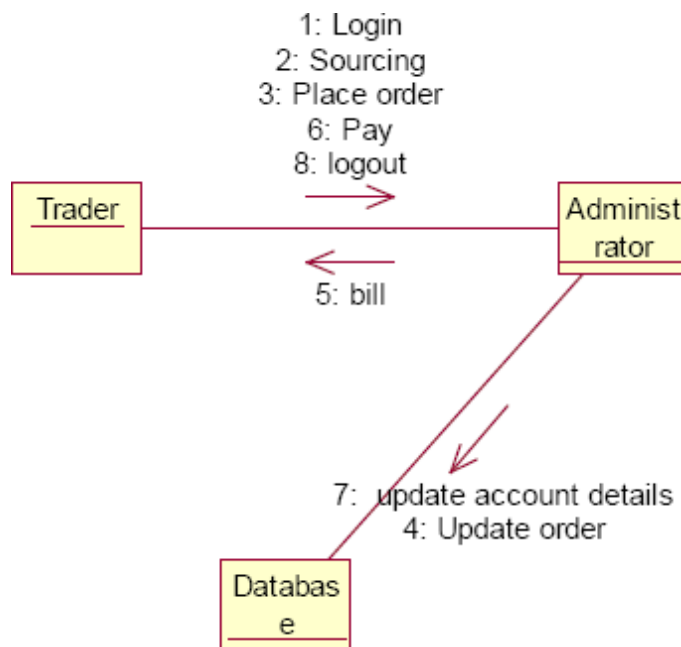 1: Login
2: Sourcing
3: Place order
6: Pay
8: logout
Trader
Administ
rator
5: bill
7: update account details
4: Update order
Databas
e